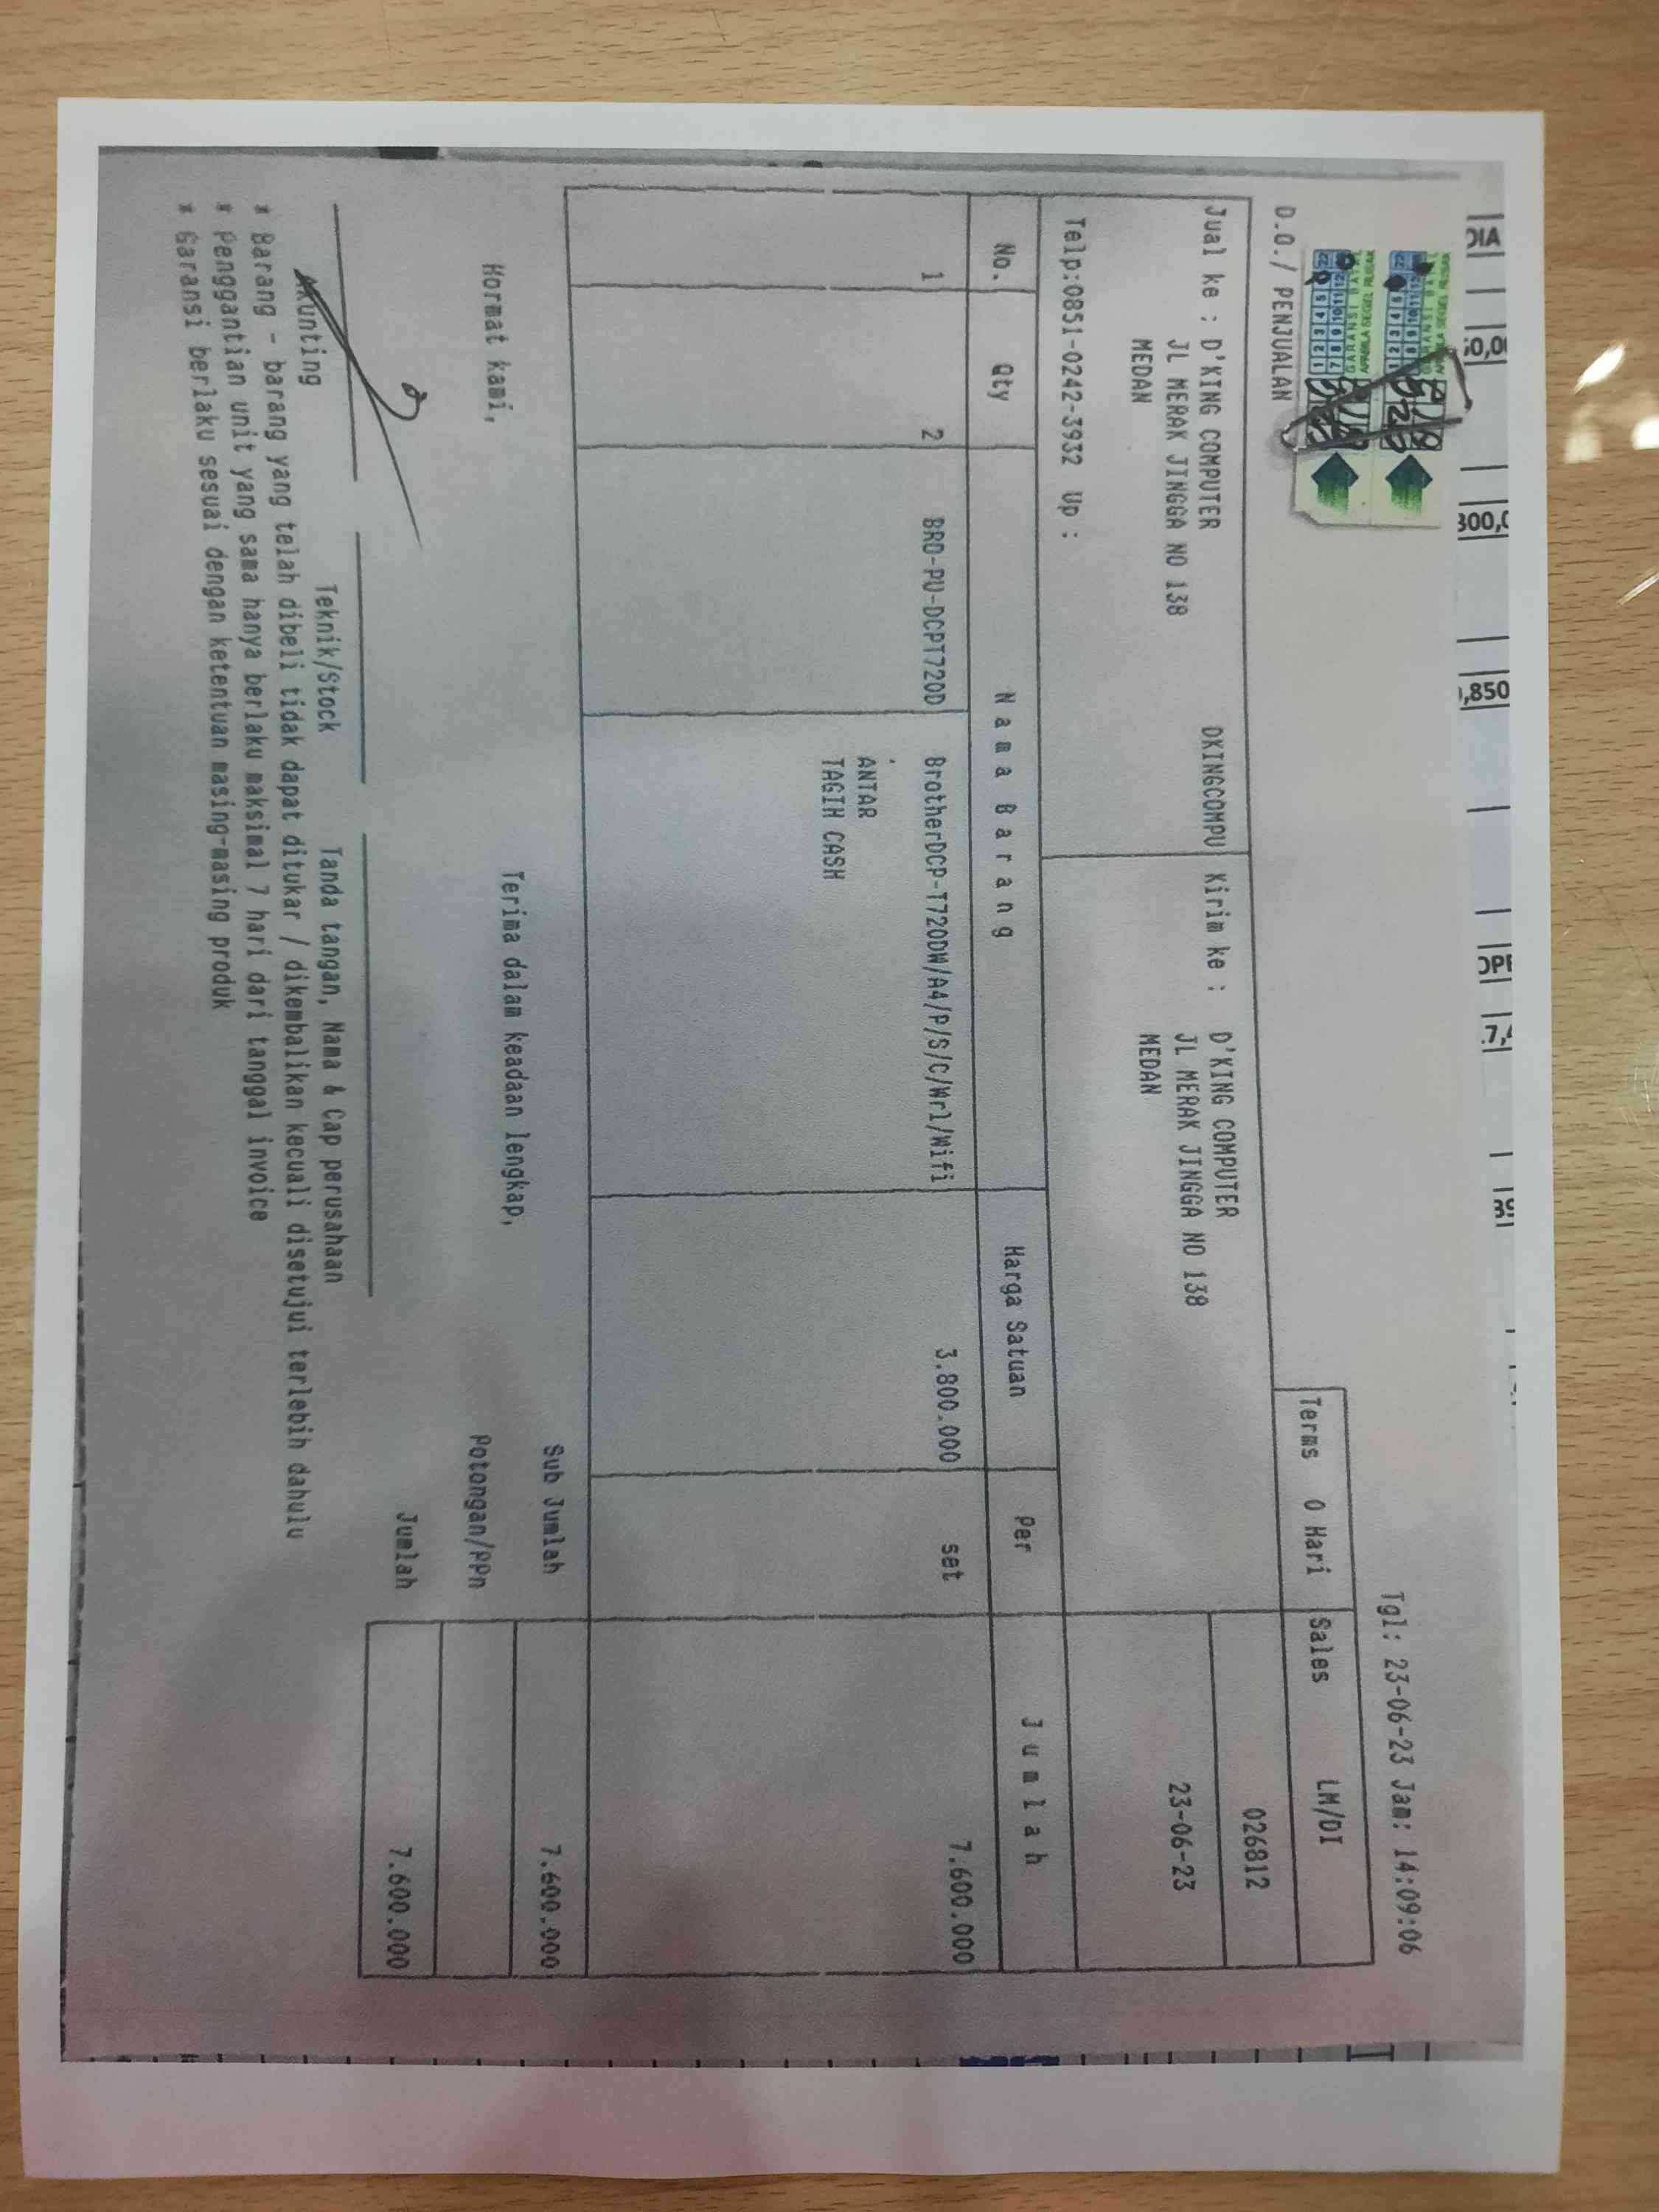 Tgl: 23-06-23 Jam: 14:09:06
D.O./ PENJUALAN
Terms 0 Hari Sales LM/DI
026812
23-06-23
Jual ke : D'KING COMPUTER DKINGCOMPU
JL MERAK JINGGA NO 138
MEDAN
Telp:0851-0242-3932 Up :
Kirim ke : D'KING COMPUTER
JL MERAK JINGGA NO 138
MEDAN
No. Qty Nama Barang Harga Satuan Per Jumlah
1 2 BRO-PU-DCPT720D BrotherDCP-T720DW/A4/P/S/C/Wrl/Wifi 3.800.000 set 7.600.000
.
ANTAR
TAGIH CASH
Hormat kami, Terima dalam keadaan lengkap,
Sub Jumlah 7.600.000
Potongan/PPn
Jumlah 7.600.000
Akunting Teknik/Stock Tanda tangan, Nama & Cap perusahaan
* Barang - barang yang telah dibeli tidak dapat ditukar / dikembalikan kecuali disetujui terlebih dahulu
* Penggantian unit yang sama hanya berlaku maksimal 7 hari dari tanggal invoice
* Garansi berlaku sesuai dengan ketentuan masing-masing produk